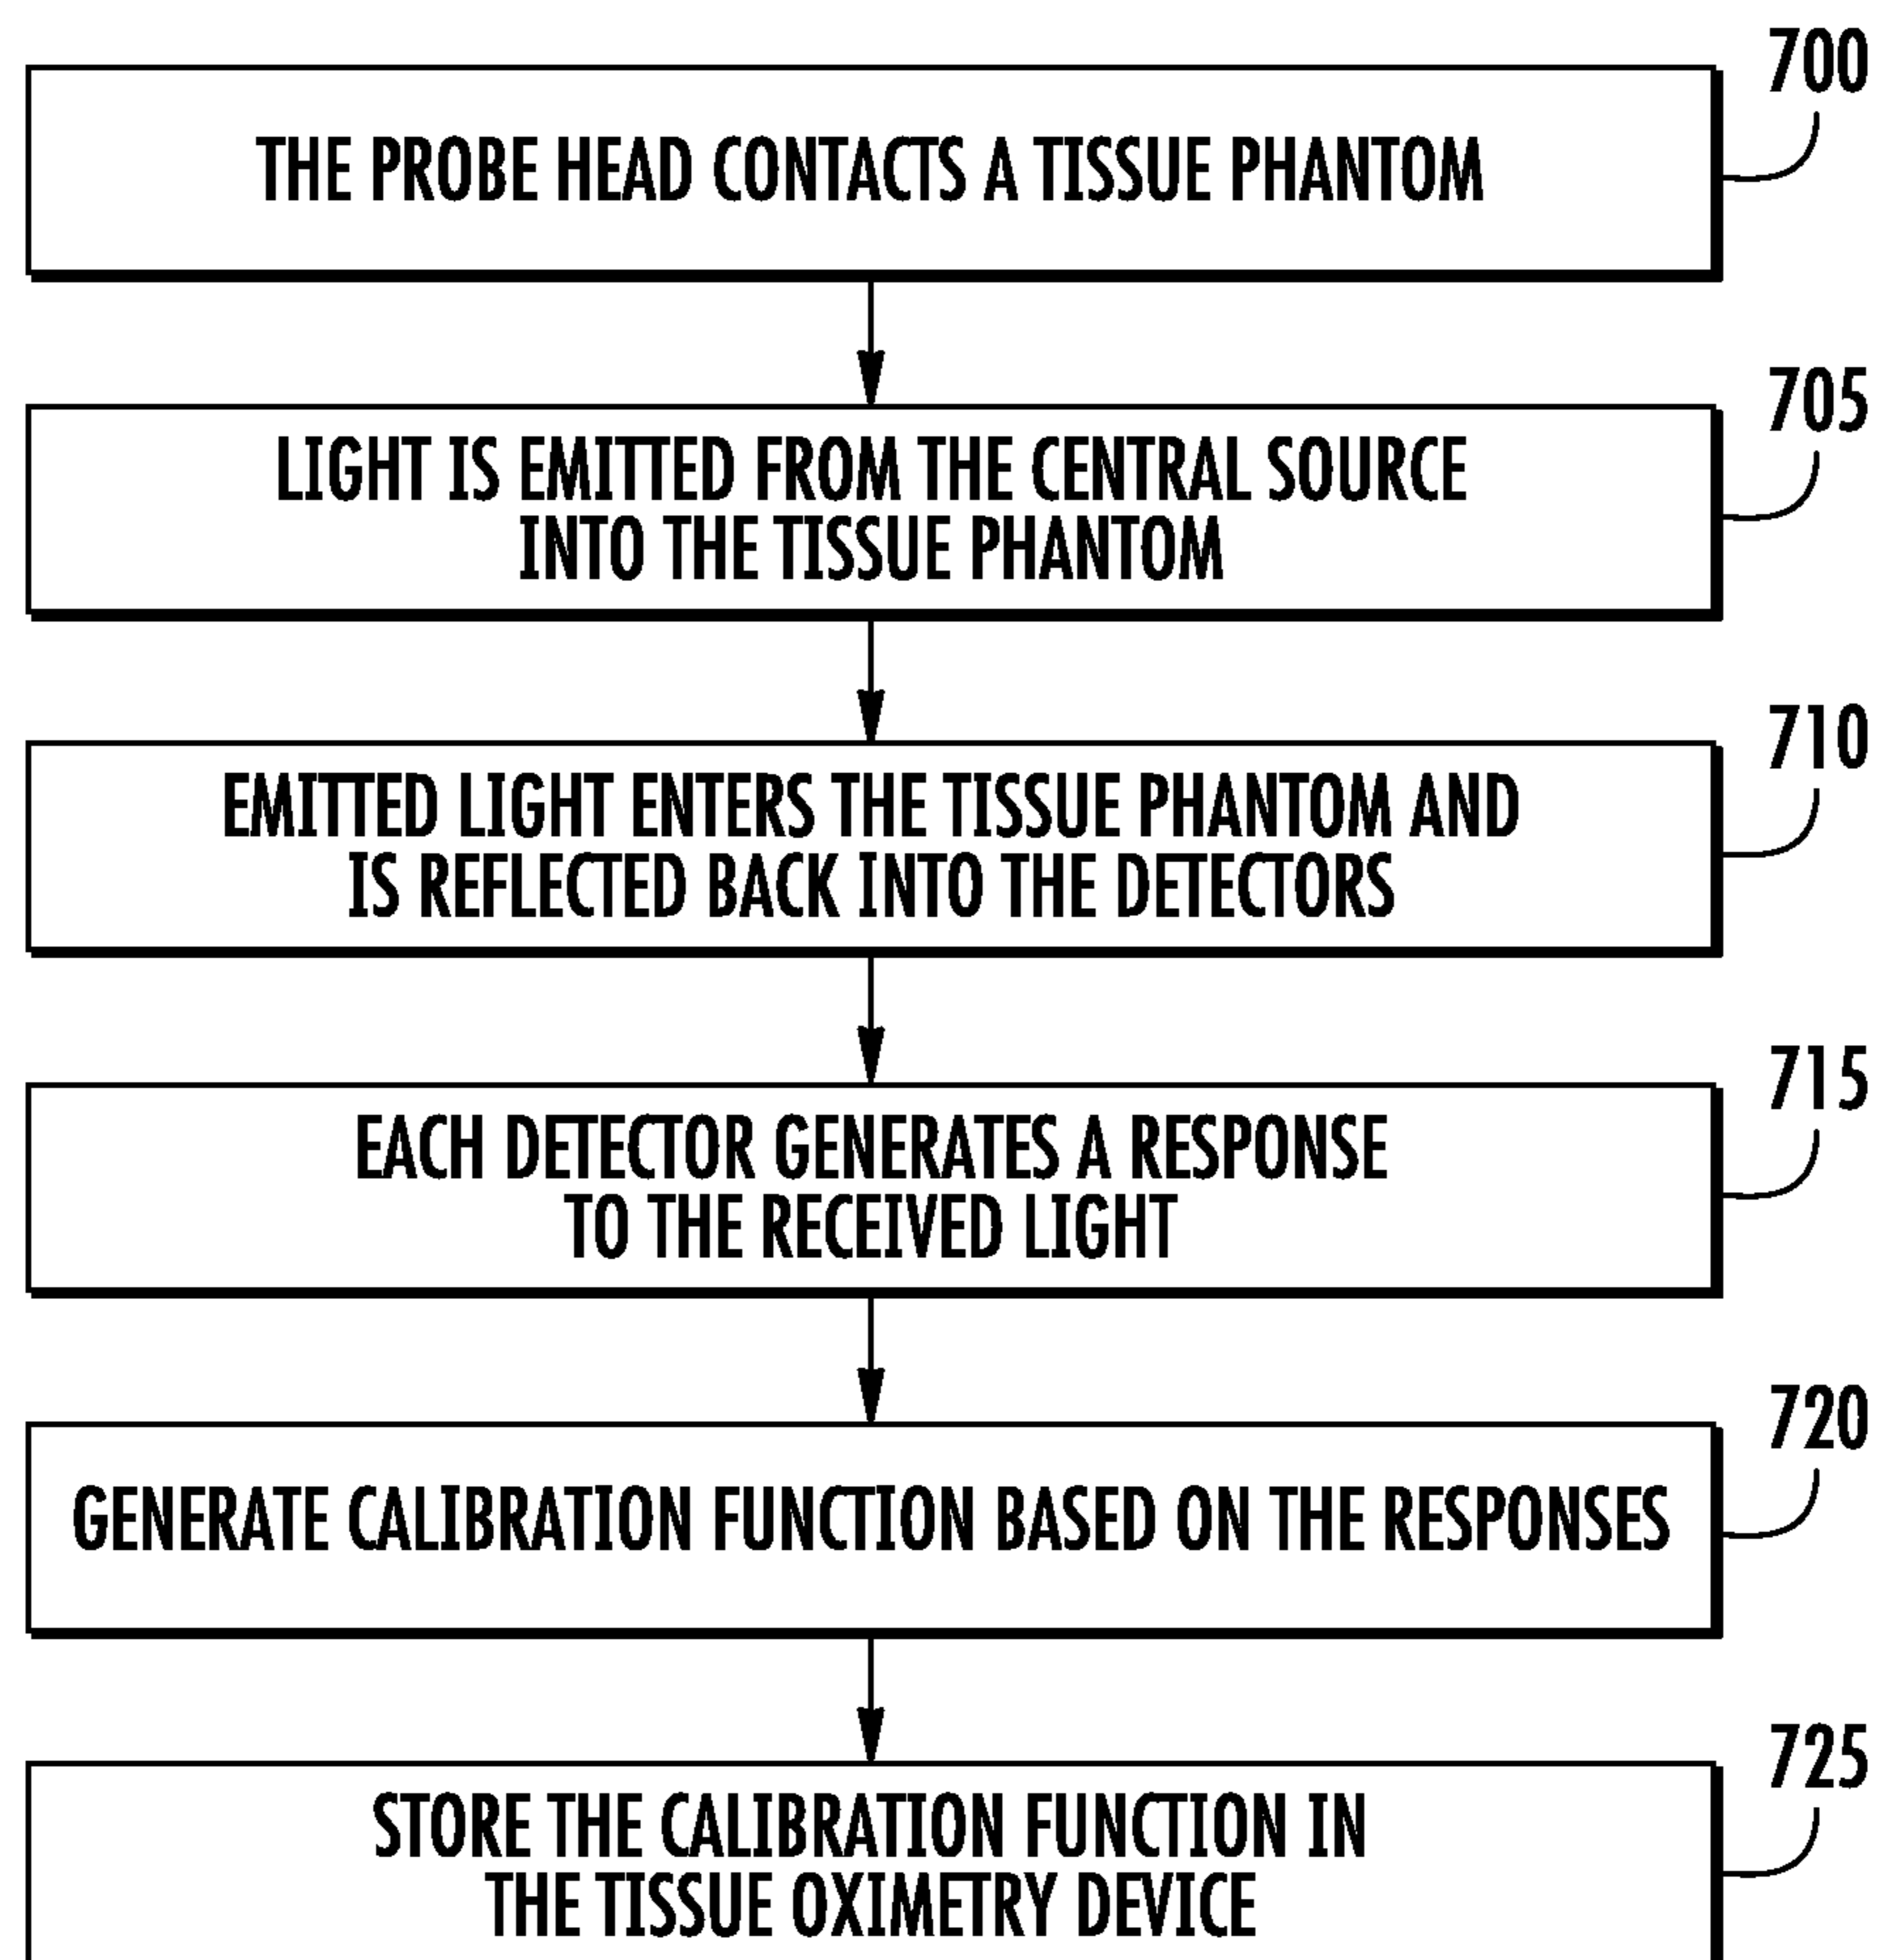 700
THE PROBE HEAD CONTACTS A TISSUE PHANTOM
705
LIGHT IS EMITTED FROM THE CENTRAL SOURCE
INTO THE TISSUE PHANTOM
710
EMITTED LIGHT ENTERS THE TISSUE PHANTOM AND
IS REFLECTED BACK INTO THE DETECTORS
715
EACH DETECTOR GENERATES A RESPONSE
TO THE RECEIVED LIGHT
720
GENERATE CALIBRATION FUNCTION BASED ON THE RESPONSES
725
STORE THE CALIBRATION FUNCTION IN
THE TISSUE OXIMETRY DEVICE